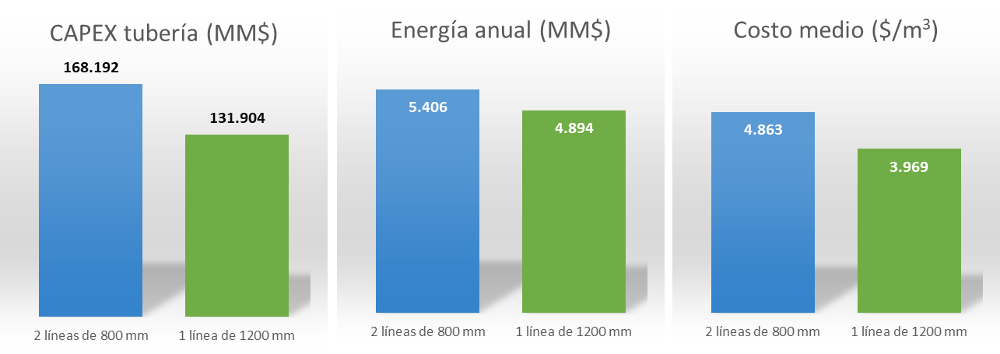 CAPEX tubería (MM$)
168.192
131.904
2 líneas de 800 mm
1 línea de 1200 mm
Energía anual (MM$)
5.406
4.894
2 líneas de 800 mm
1 línea de 1200 mm
Costo medio ($/m³)
4.863
3.969
2 líneas de 800 mm
1 línea de 1200 mm